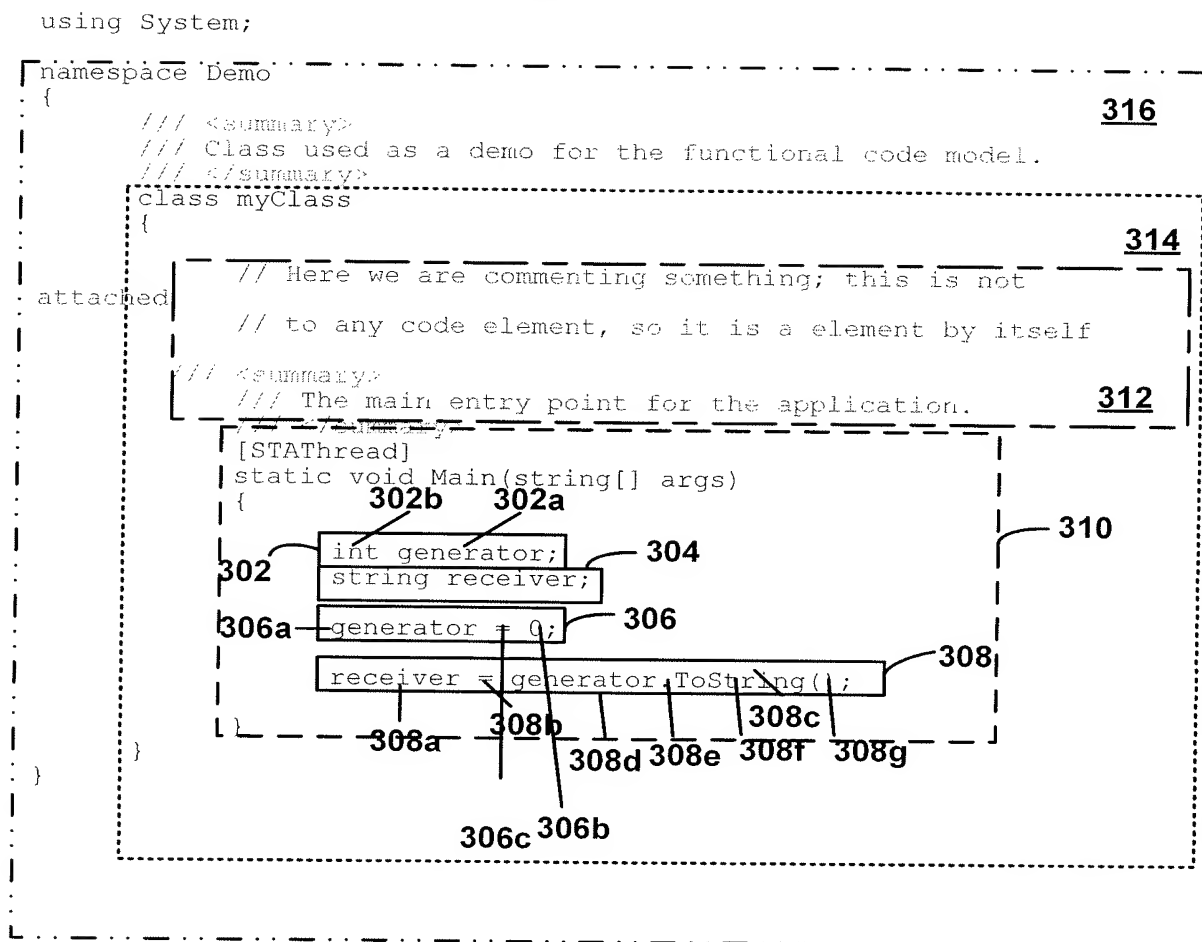 using System;
namespace Demo
{
316
/// <summary>
/// Class used as a demo for the functional code model.
/// </summary>
class myClass
{
314
// Here we are commenting something; this is not
attached
// to any code element, so it is a element by itself
/// <summary>
/// The main entry point for the application.
312
/// </summary>
[STAThread]
static void Main(string[] args)
{
302b 302a
310
302 int generator; 304
string receiver;
306a generator = 0; 306
308
receiver = generator.ToString();
308a 308b 308c
}
308d 308e 308f 308g
}
}
306c 306b